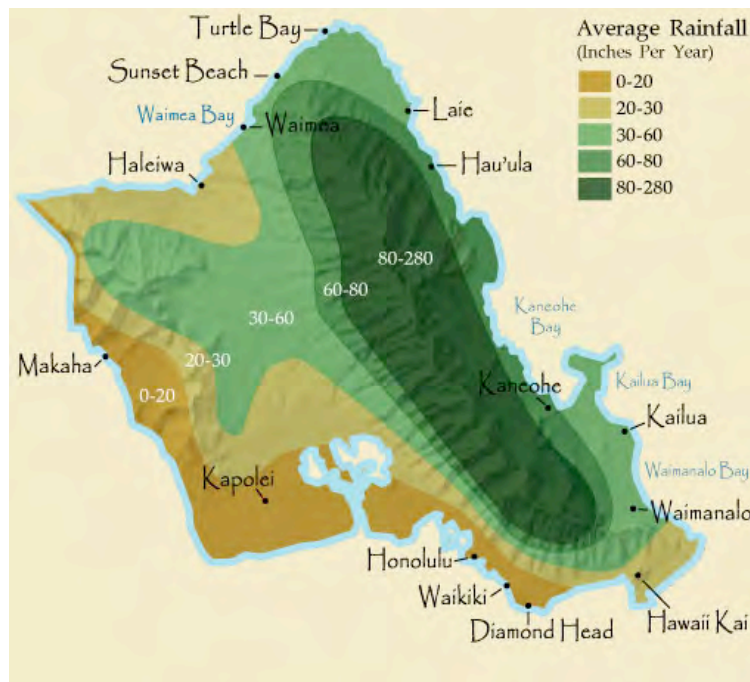 Average Rainfall
(Inches Per Year)
0-20
20-30
30-60
60-80
80-280
Turtle Bay
Sunset Beach
Waimea Bay
Waimea
Laie
Haleiwa
Hau'ula
80-280
60-80
30-60
Kaneohe
Bay
Makaha
20-30
Kailua Bay
0-20
Kaneohe
Kailua
Waimanalo Bay
Kapolei
Waimanalo
Honolulu
Waikiki
Hawaii Kai
Diamond Head